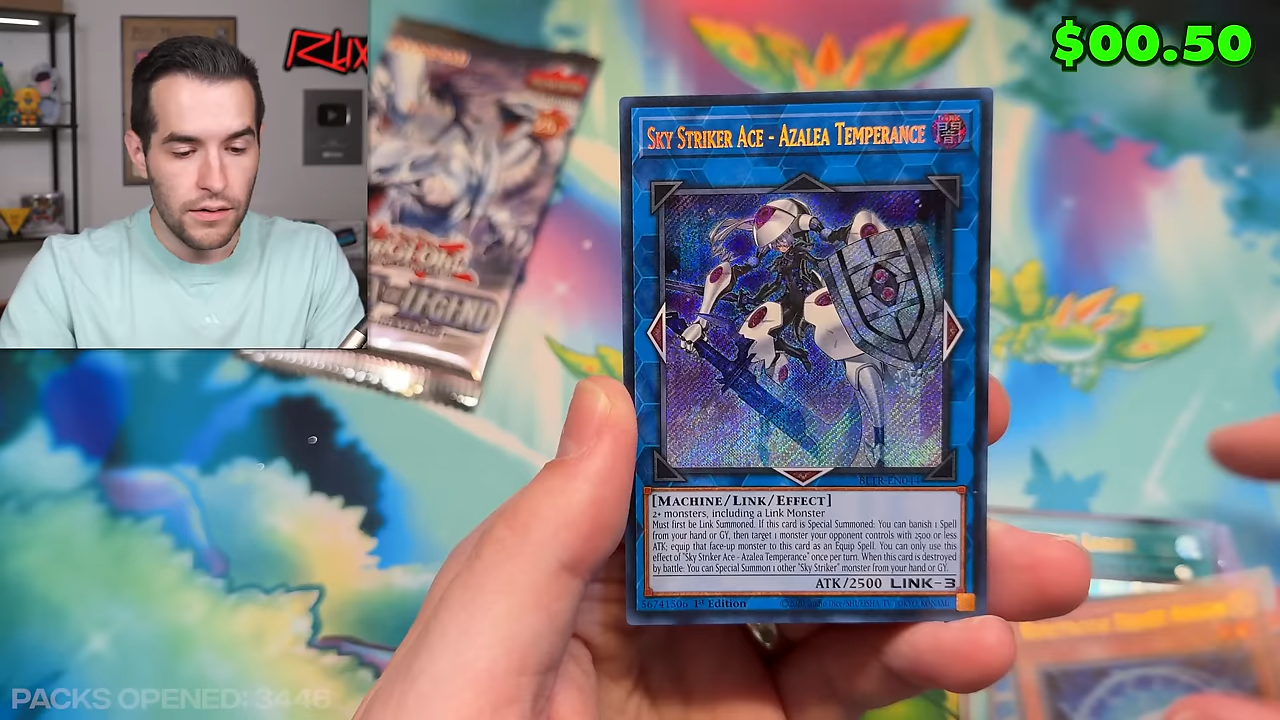 Rux
$00.50
LEGEND
SKY STRIKER ACE - AZALEA TEMPERANCE
[MACHINE/LINK/EFFECT]
2+ monsters, including a Link Monster
Must first be Link Summoned. If this card is Special Summoned: You can banish 1 Spell
from your hand or GY, then target 1 monster your opponent controls with 2500 or less
ATK; equip that face-up monster to this card as an Equip Spell. You can only use this
effect of "Sky Striker Ace - Azalea Temperance" once per turn. When this card is destroyed
by battle: You can Special Summon 1 other "Sky Striker" monster from your hand or GY.
ATK/2500 LINK-3
1st Edition
PACKS OPENED: 3446